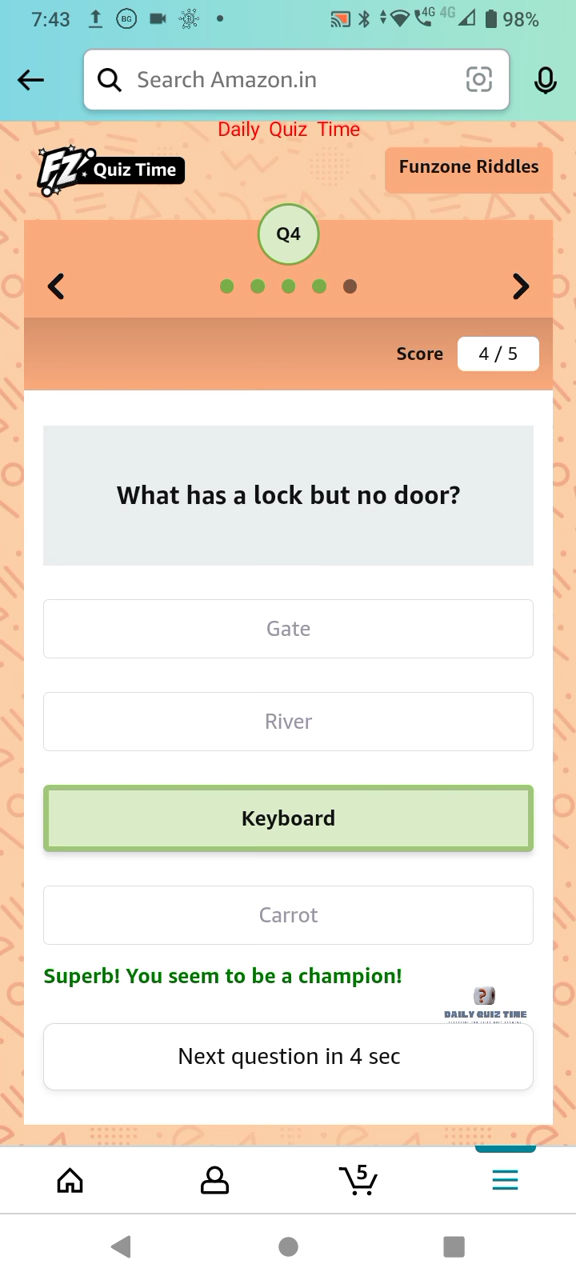 7:43 BG 4G 4G 98%
Search Amazon.in
Daily Quiz Time
FZ Quiz Time
Funzone Riddles
Q4
Score 4 / 5
What has a lock but no door?
Gate
River
Keyboard
Carrot
Superb! You seem to be a champion!
?
DAILY QUIZ TIME
Next question in 4 sec
5